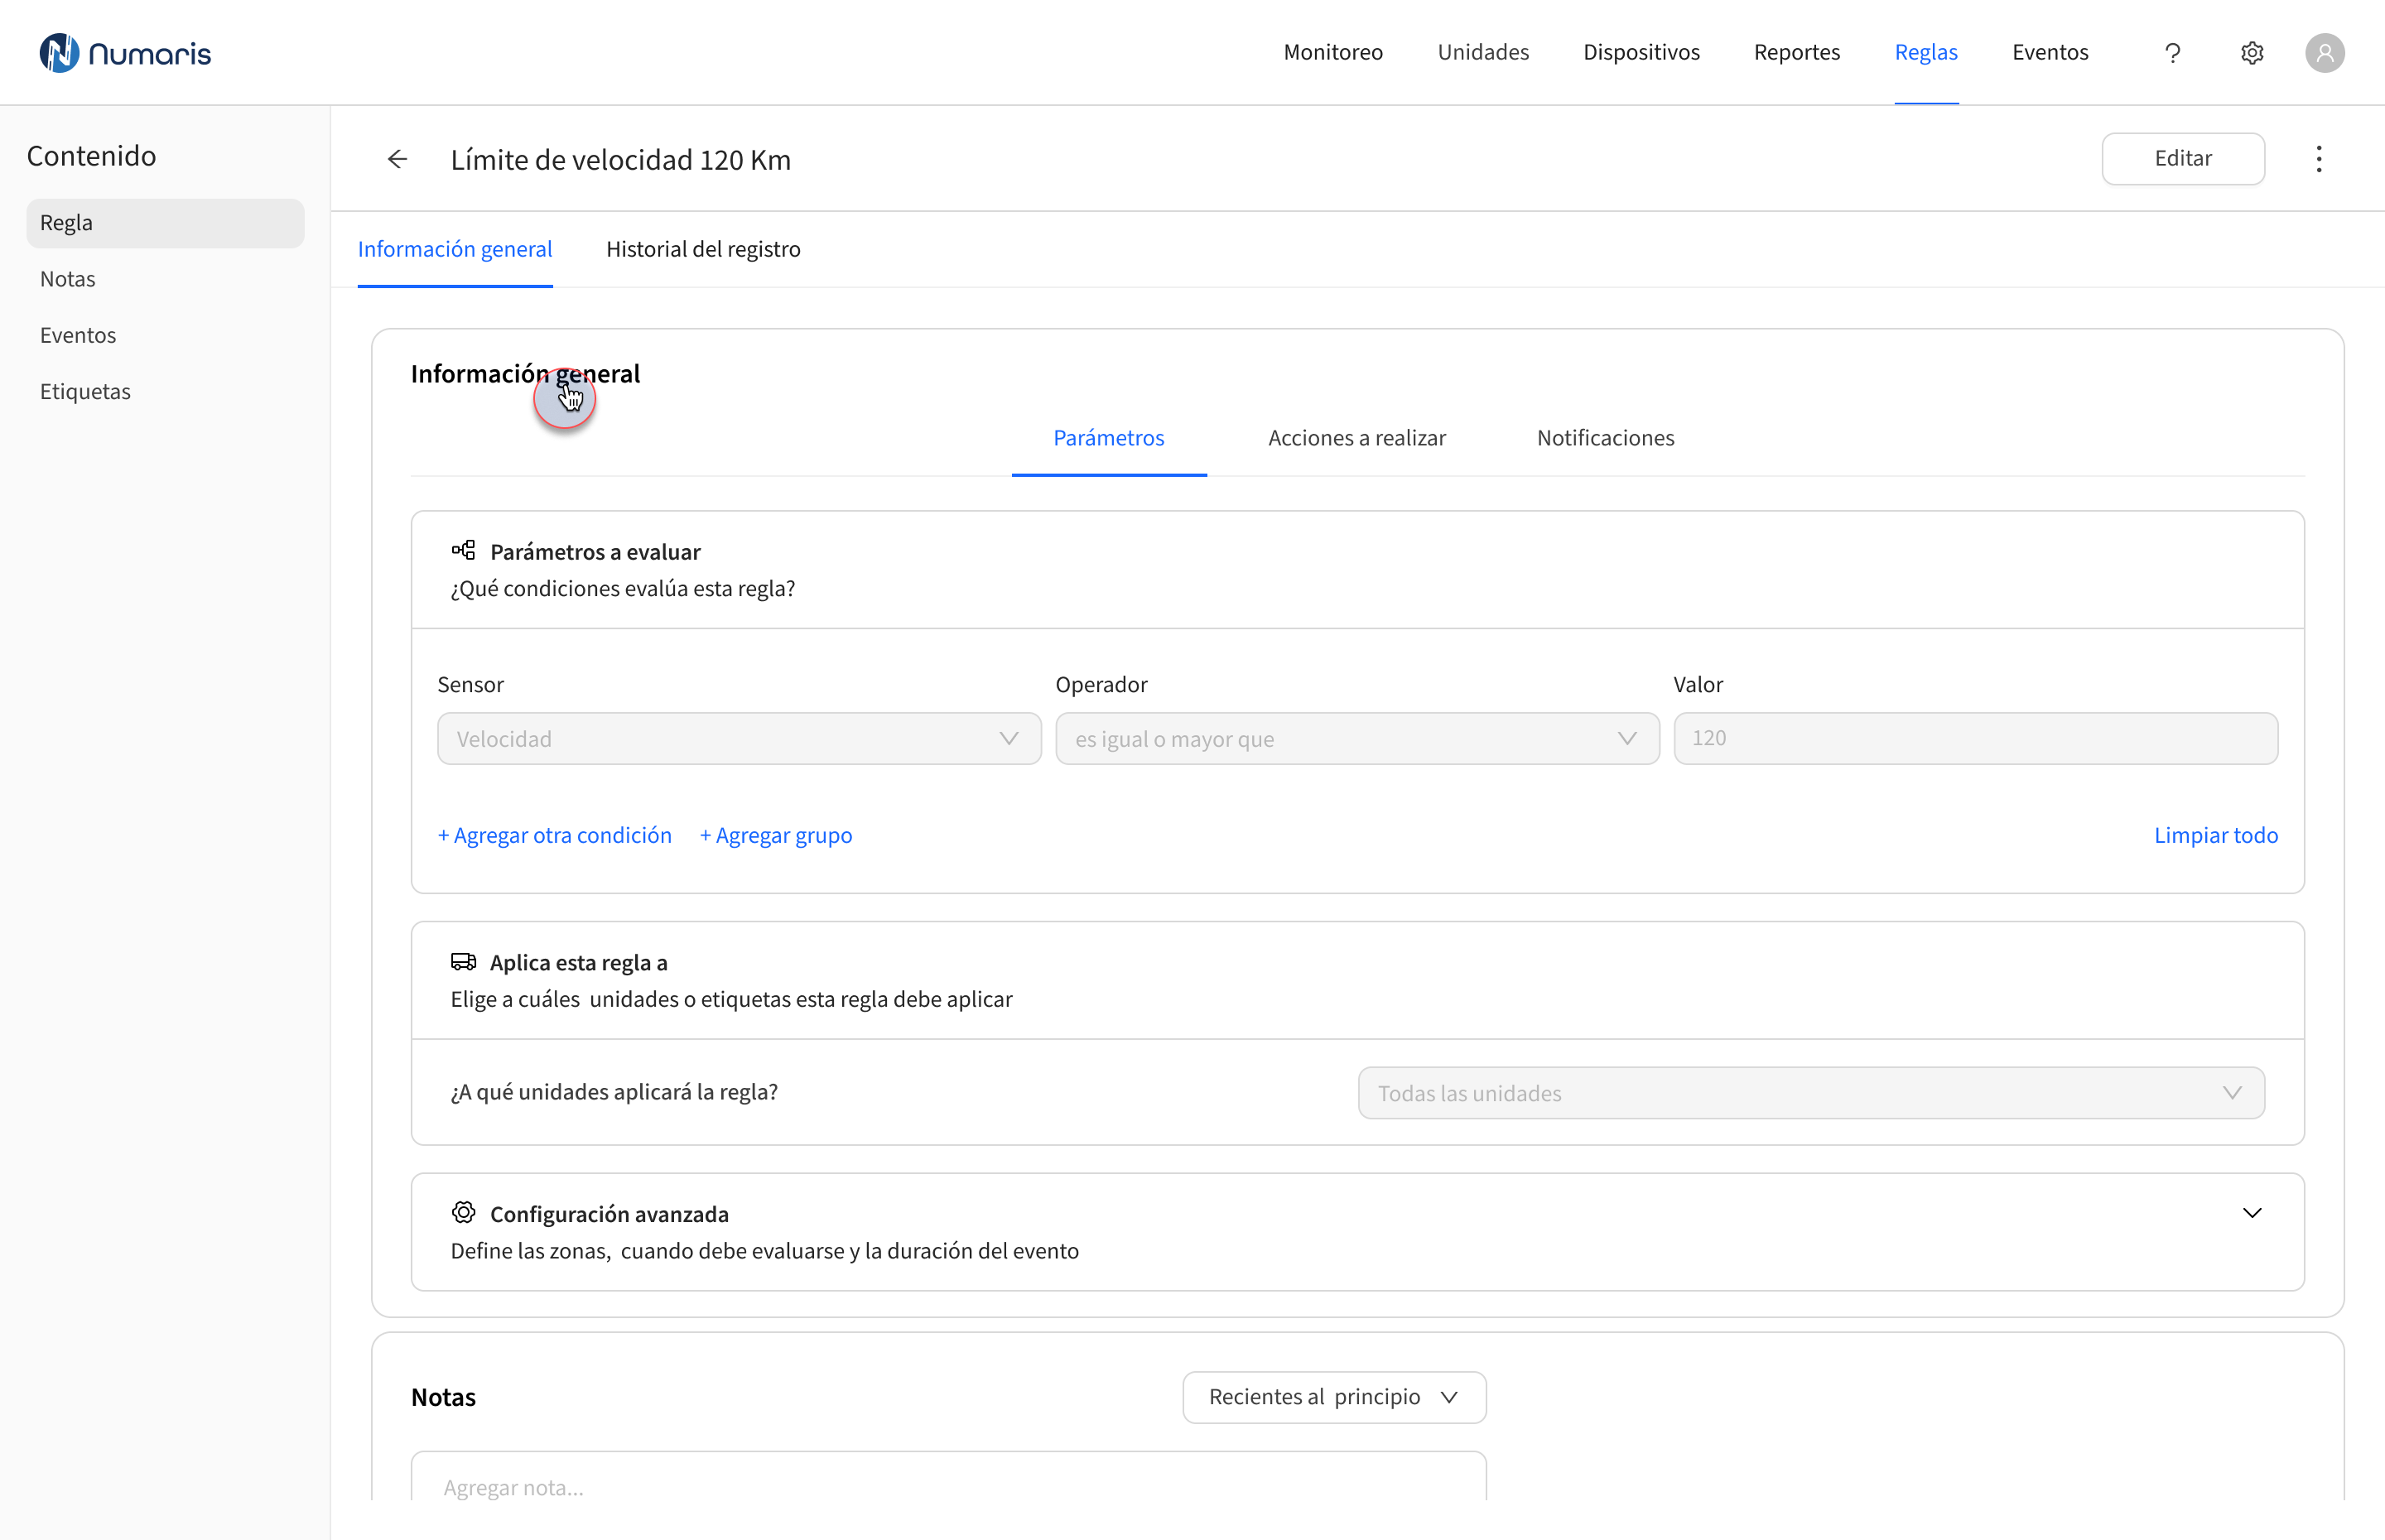 Numaris
Monitoreo Unidades Dispositivos Reportes Reglas Eventos ?
Contenido
Regla
Notas
Eventos
Etiquetas
Límite de velocidad 120 Km
Editar
Información general Historial del registro
Información general
Parámetros Acciones a realizar Notificaciones
Parámetros a evaluar
¿Qué condiciones evalúa esta regla?
Sensor Operador Valor
Velocidad es igual o mayor que 120
+ Agregar otra condición + Agregar grupo Limpiar todo
Aplica esta regla a
Elige a cuáles unidades o etiquetas esta regla debe aplicar
¿A qué unidades aplicará la regla? Todas las unidades
Configuración avanzada
Define las zonas, cuando debe evaluarse y la duración del evento
Notas Recientes al principio
Agregar nota...